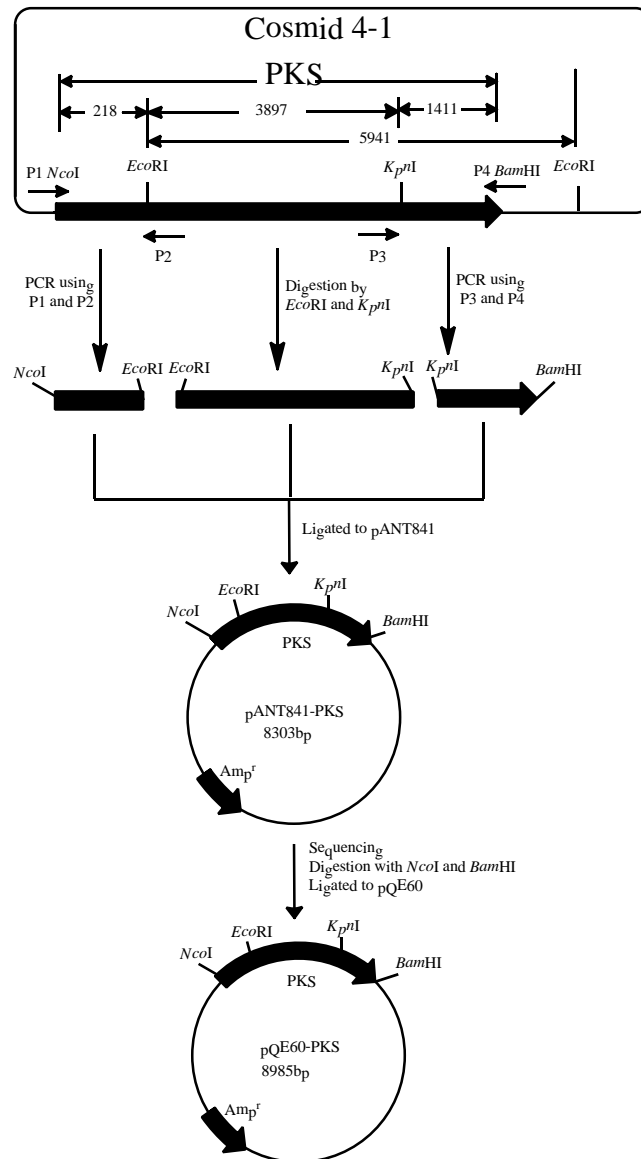 Cosmid 4-1
PKS
218
3897
1411
5941
P1 NcoI
EcoRI
KpnI
P4 BamHI
EcoRI
P2
P3
PCR using
P1 and P2
Digestion by
EcoRI and KpnI
PCR using
P3 and P4
NcoI
EcoRI
EcoRI
KpnI
KpnI
BamHI
Ligated to pANT841
NcoI
EcoRI
KpnI
BamHI
PKS
pANT841-PKS
8303bp
Ampr
Sequencing
Digestion with NcoI and BamHI
Ligated to pQE60
NcoI
EcoRI
KpnI
BamHI
PKS
pQE60-PKS
8985bp
Ampr